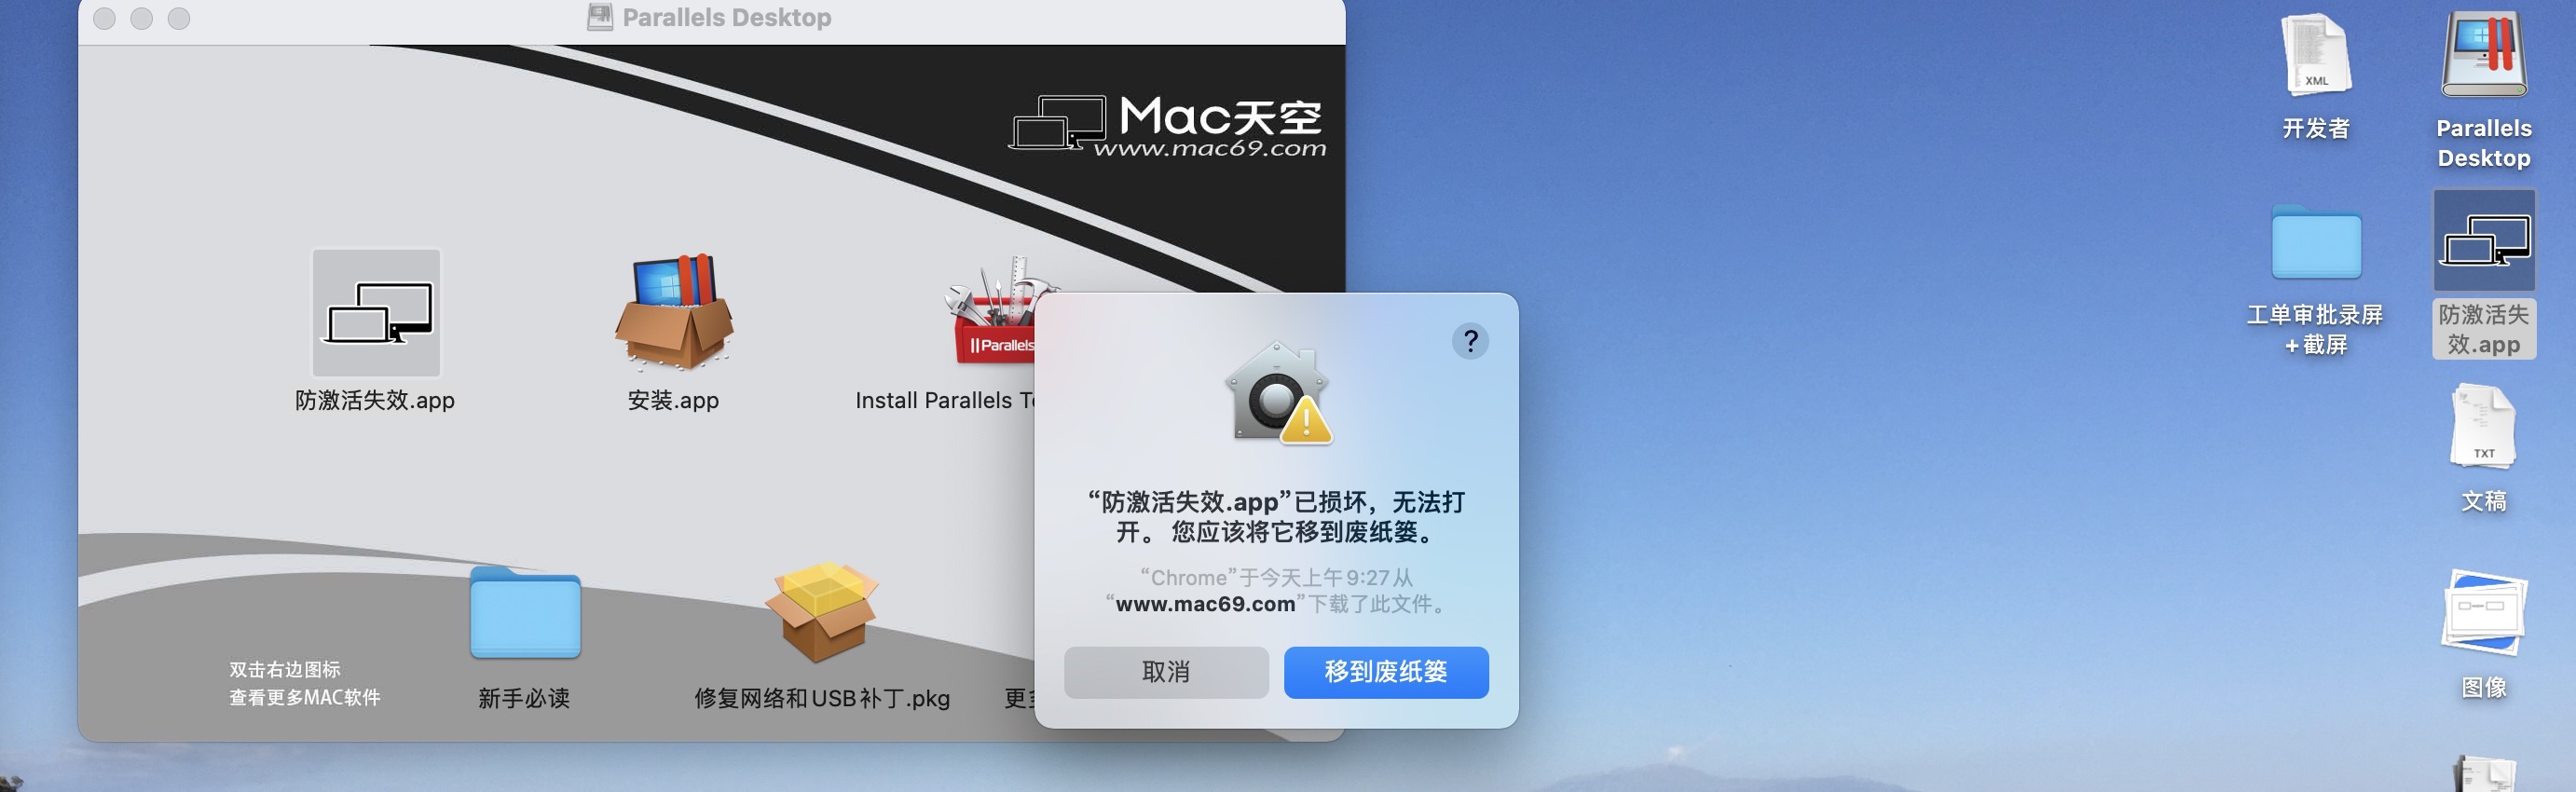 Parallels Desktop
Mac天空
www.mac69.com
防激活失效.app
安装.app
Parallels
Install Parallels
双击右边图标
查看更多MAC软件
新手必读
修复网络和USB补丁.pkg
?
“防激活失效.app”已损坏，无法打
开。 您应该将它移到废纸篓。
“Chrome”于今天上午9:27从
“www.mac69.com”下载了此文件。
取消
移到废纸篓
XML
开发者
Parallels
Desktop
工单审批录屏
+截屏
防激活失
效.app
TXT
文稿
图像